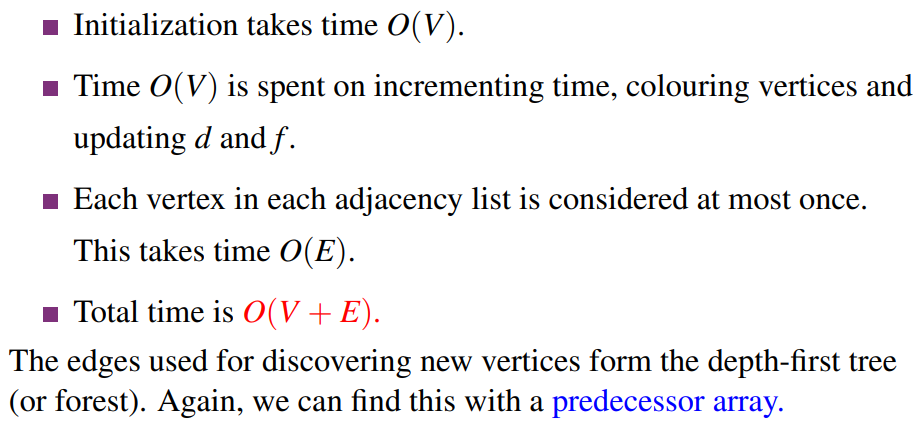 ■ Initialization takes time O(V).
■ Time O(V) is spent on incrementing time, colouring vertices and
updating d and f.
■ Each vertex in each adjacency list is considered at most once.
This takes time O(E).
■ Total time is O(V + E).
The edges used for discovering new vertices form the depth-first tree
(or forest). Again, we can find this with a predecessor array.